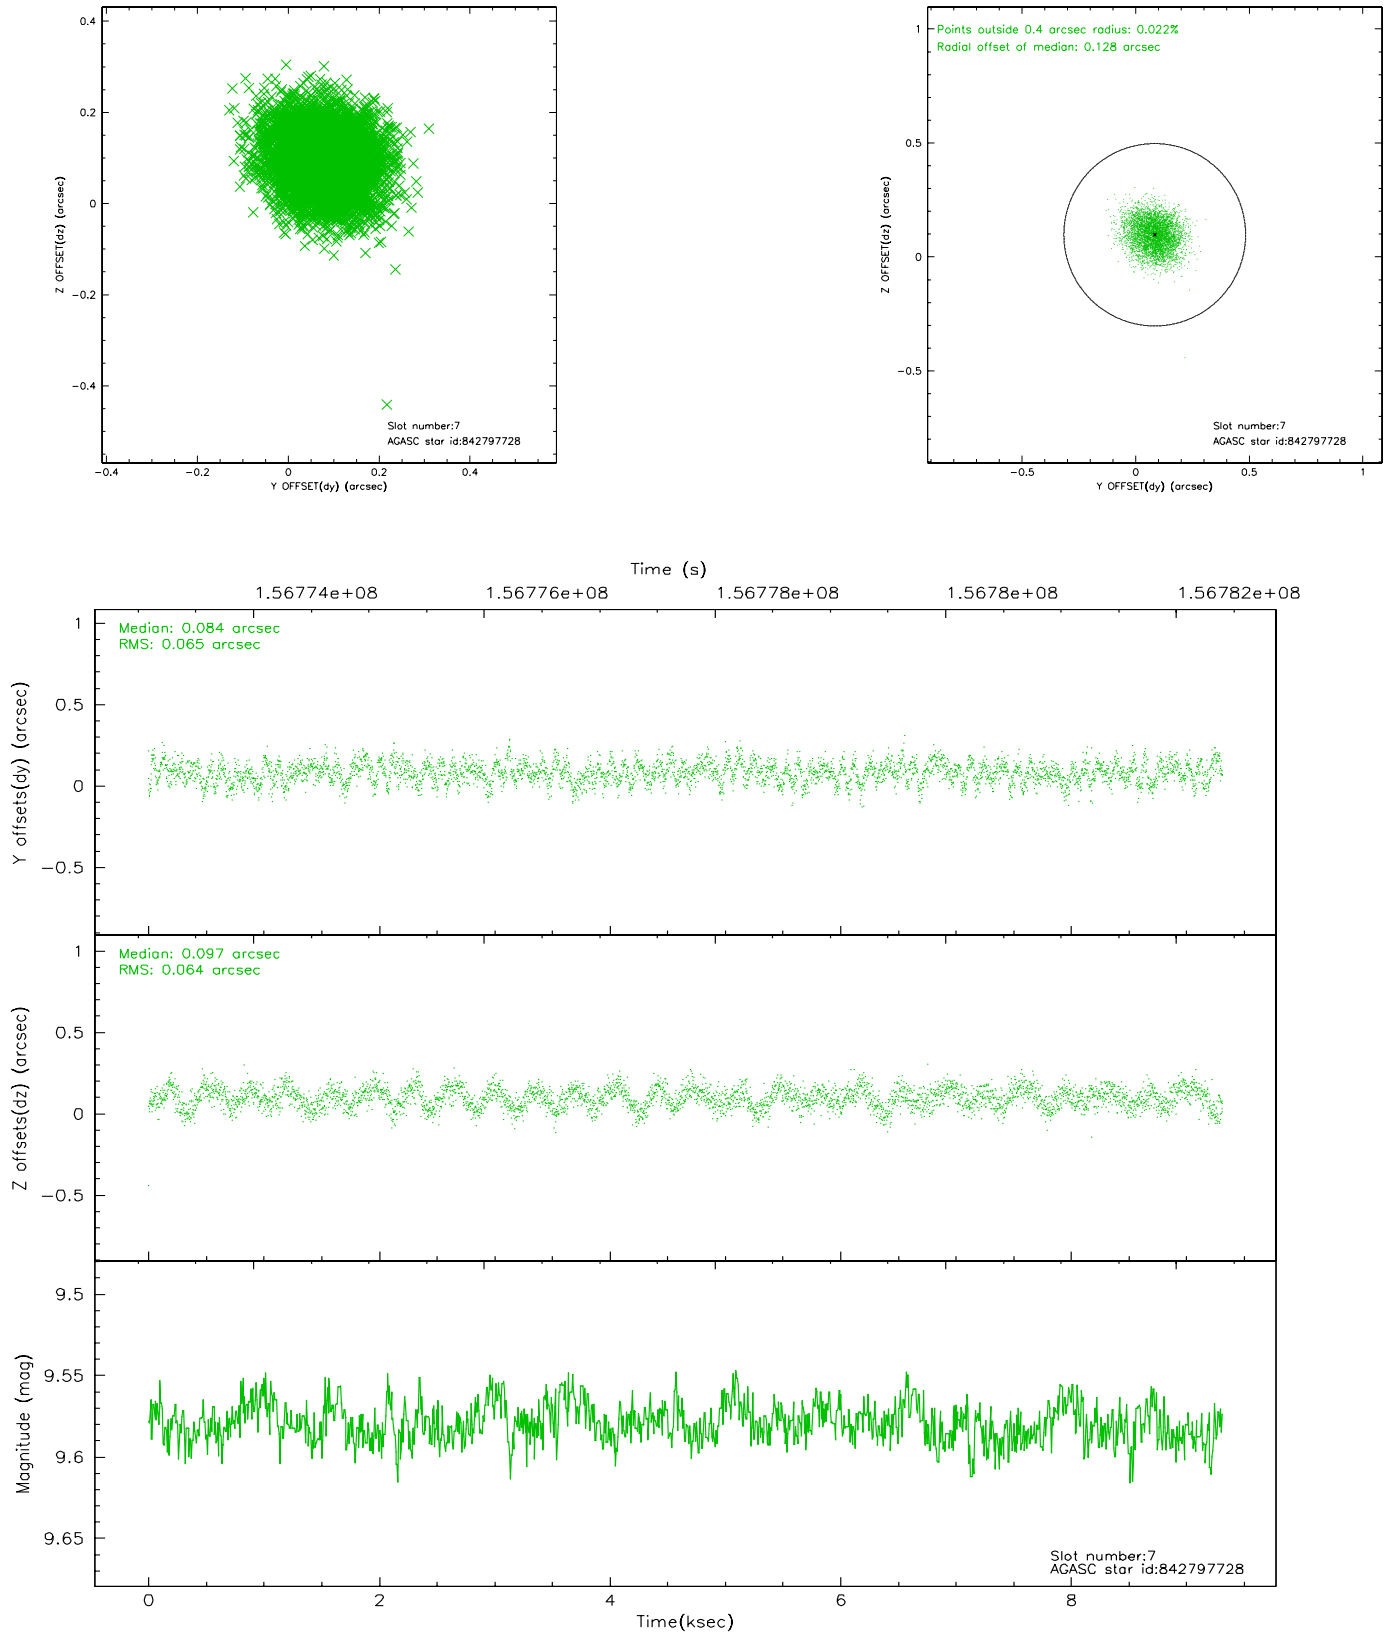 0.4
0.2
0
−0.2
−0.4
Z OFFSET(dz) (arcsec)
Slot number:7
AGASC star id:842797728
−0.4
−0.2
0
0.2
0.4
Y OFFSET(dy) (arcsec)
Points outside 0.4 arcsec radius: 0.022%
Radial offset of median: 0.128 arcsec
1
0.5
0
−0.5
Z OFFSET(dz) (arcsec)
Slot number:7
AGASC star id:842797728
−0.5
0
0.5
1
Y OFFSET(dy) (arcsec)
Time (s)
1.56774e+08
1.56776e+08
1.56778e+08
1.5678e+08
1.56782e+08
Median: 0.084 arcsec
RMS: 0.065 arcsec
1
0.5
0
−0.5
Y offsets(dy) (arcsec)
Median: 0.097 arcsec
RMS: 0.064 arcsec
1
0.5
0
−0.5
Z offsets(dz) (arcsec)
9.5
9.55
9.6
9.65
Magnitude (mag)
Slot number:7
AGASC star id:842797728
0
2
4
6
8
Time(ksec)